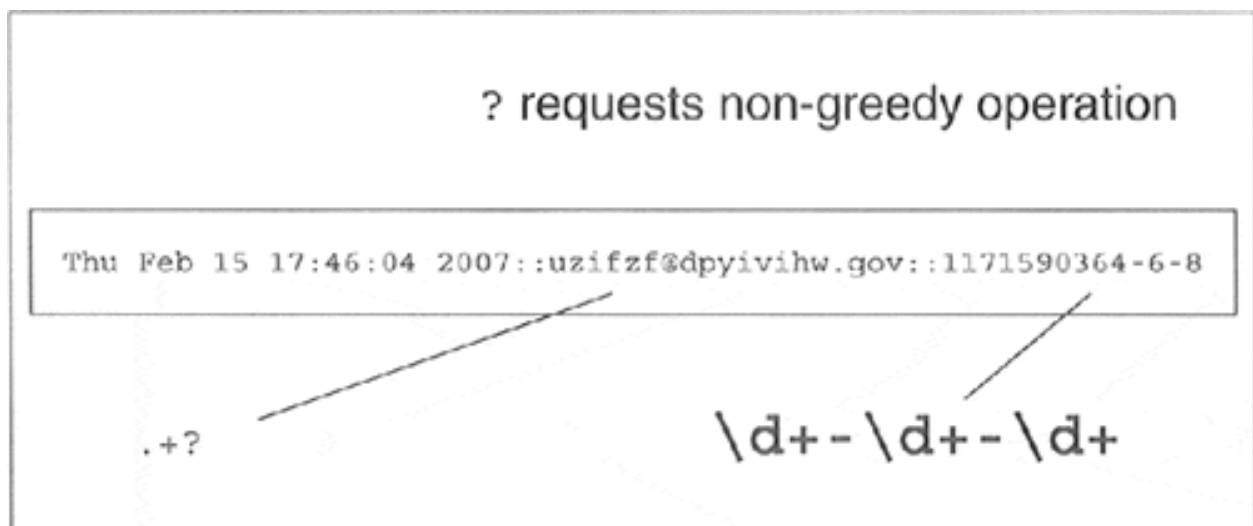 ? requests non-greedy operation
Thu Feb 15 17:46:04 2007::uzifzf@dpyivihw.gov::1171590364-6-8
.+?
\d+-\d+-\d+